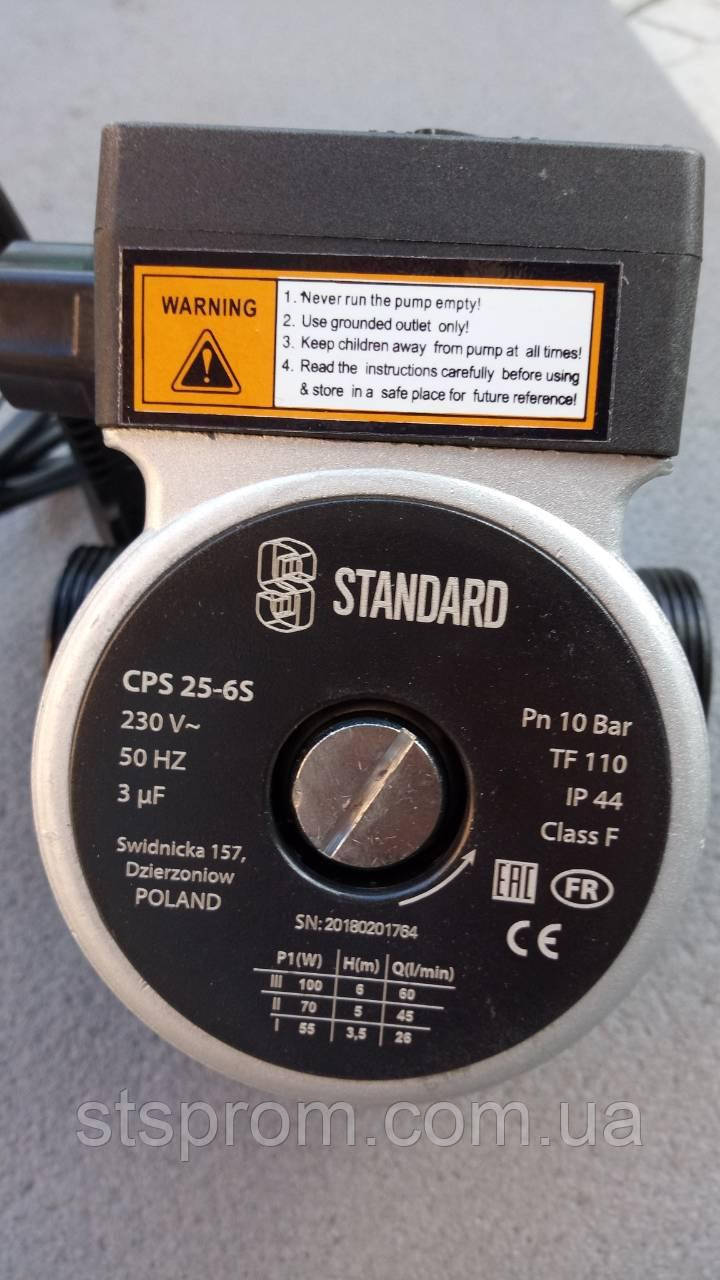 WARNING
1. Never run the pump empty!
2. Use grounded outlet only!
3. Keep children away from pump at all times!
4. Read the instructions carefully before using
& store in a safe place for future reference!
STANDARD
CPS 25-6S
230 V~
50 HZ
3 µF
Pn 10 Bar
TF 110
IP 44
Class F
Swidnicka 157,
Dzierzoniow
POLAND
EAC
FR
CE
SN: 20180201764
P1(W) H(m) Q(l/min)
III 100 6 60
II 70 5 45
I 55 3,5 26
stsprom.com.ua